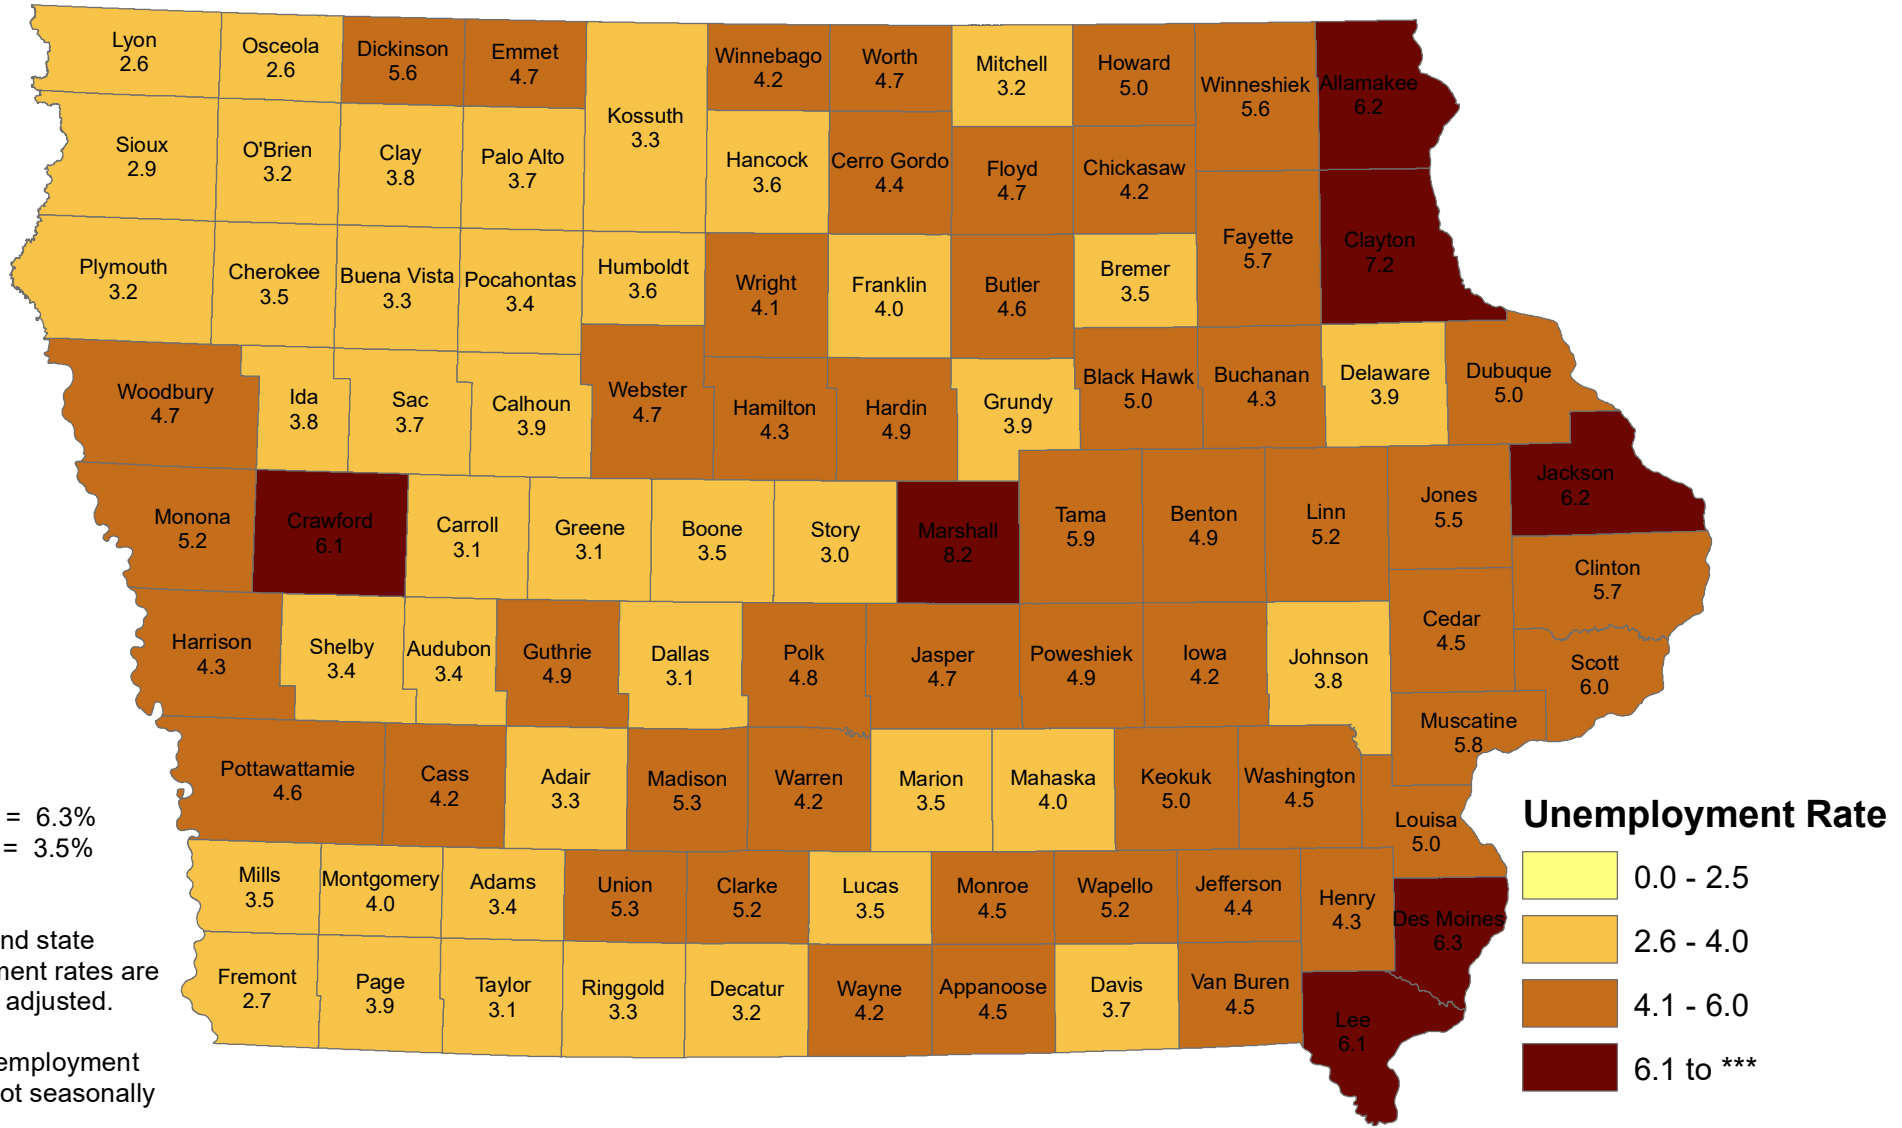 Lyon
2.6
Osceola
2.6
Dickinson
5.6
Emmet
4.7
Kossuth
3.3
Winnebago
4.2
Worth
4.7
Mitchell
3.2
Howard
5.0
Winneshiek
5.6
Allamakee
6.2
Sioux
2.9
O'Brien
3.2
Clay
3.8
Palo Alto
3.7
Hancock
3.6
Cerro Gordo
4.4
Floyd
4.7
Chickasaw
4.2
Fayette
5.7
Clayton
7.2
Plymouth
3.2
Cherokee
3.5
Buena Vista
3.3
Pocahontas
3.4
Humboldt
3.6
Wright
4.1
Franklin
4.0
Butler
4.6
Bremer
3.5
Woodbury
4.7
Ida
3.8
Sac
3.7
Calhoun
3.9
Webster
4.7
Hamilton
4.3
Hardin
4.9
Grundy
3.9
Black Hawk
5.0
Buchanan
4.3
Delaware
3.9
Dubuque
5.0
Monona
5.2
Crawford
6.1
Carroll
3.1
Greene
3.1
Boone
3.5
Story
3.0
Marshall
8.2
Tama
5.9
Benton
4.9
Linn
5.2
Jones
5.5
Jackson
6.2
Clinton
5.7
Harrison
4.3
Shelby
3.4
Audubon
3.4
Guthrie
4.9
Dallas
3.1
Polk
4.8
Jasper
4.7
Poweshiek
4.9
Iowa
4.2
Johnson
3.8
Cedar
4.5
Scott
6.0
Muscatine
5.8
Pottawattamie
4.6
Cass
4.2
Adair
3.3
Madison
5.3
Warren
4.2
Marion
3.5
Mahaska
4.0
Keokuk
5.0
Washington
4.5
Louisa
5.0
Mills
3.5
Montgomery
4.0
Adams
3.4
Union
5.3
Clarke
5.2
Lucas
3.5
Monroe
4.5
Wapello
5.2
Jefferson
4.4
Henry
4.3
Des Moines
6.3
Fremont
2.7
Page
3.9
Taylor
3.1
Ringgold
3.3
Decatur
3.2
Wayne
4.2
Appanoose
4.5
Davis
3.7
Van Buren
4.5
Lee
6.1
= 6.3%
= 3.5%
nd state
nent rates are
adjusted.
employment
ot seasonally
Unemployment Rate
0.0 - 2.5
2.6 - 4.0
4.1 - 6.0
6.1 to ***